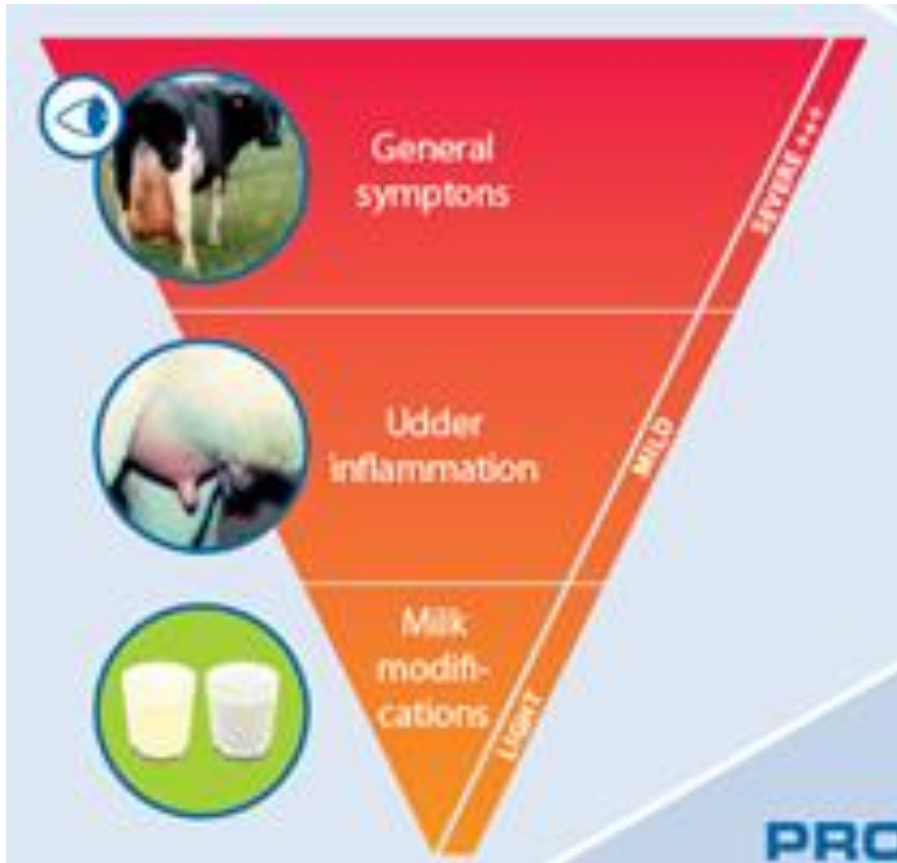 General
symptons
SEVERE +++
Udder
inflammation
MILD
Milk
modifi-
cations
LIGHT
PRO